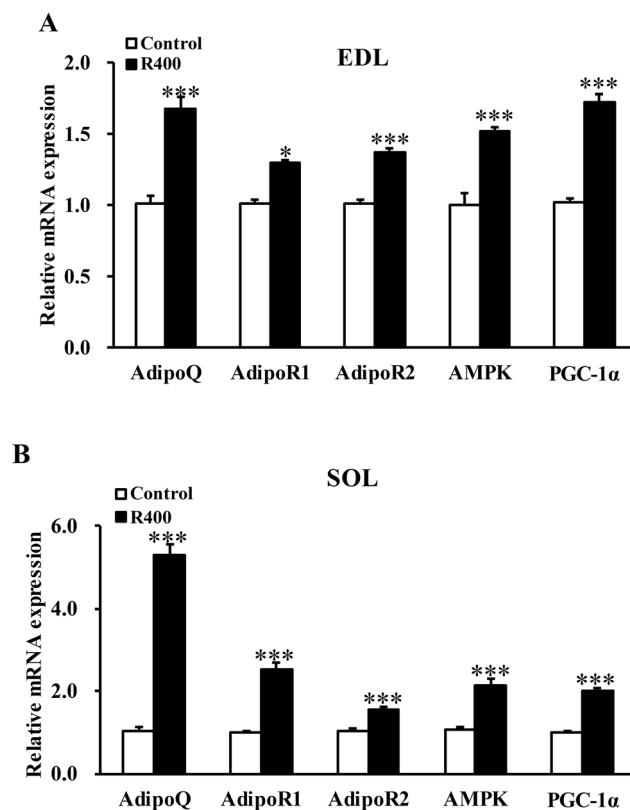 A
Control
R400
EDL
Relative mRNA expression
2.0
1.5
1.0
0.5
0.0
***
*
***
***
***
AdipoQ AdipoR1 AdipoR2 AMPK PGC-1α
B
SOL
Control
R400
Relative mRNA expression
6.0
4.0
2.0
0.0
***
***
***
***
***
AdipoQ AdipoR1 AdipoR2 AMPK PGC-1α